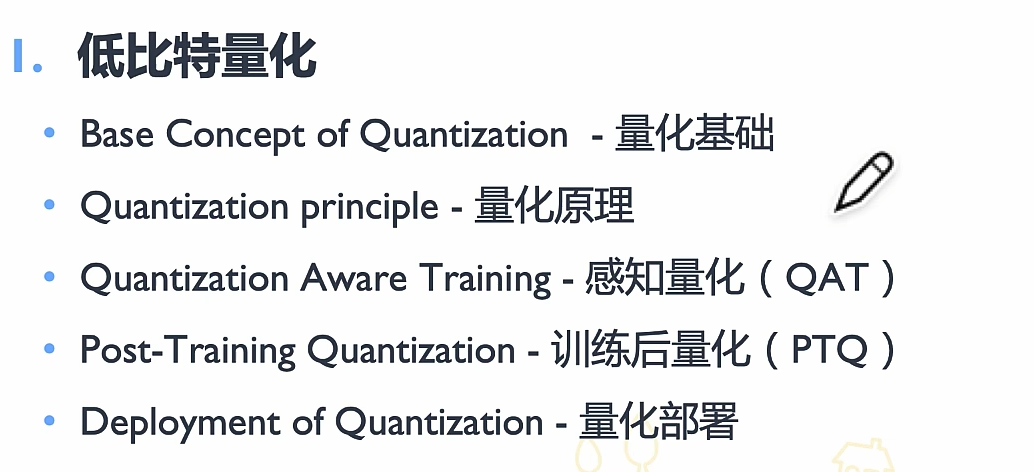 1. 低比特量化
• Base Concept of Quantization - 量化基础
• Quantization principle - 量化原理
• Quantization Aware Training - 感知量化（QAT）
• Post-Training Quantization - 训练后量化（PTQ）
• Deployment of Quantization - 量化部署